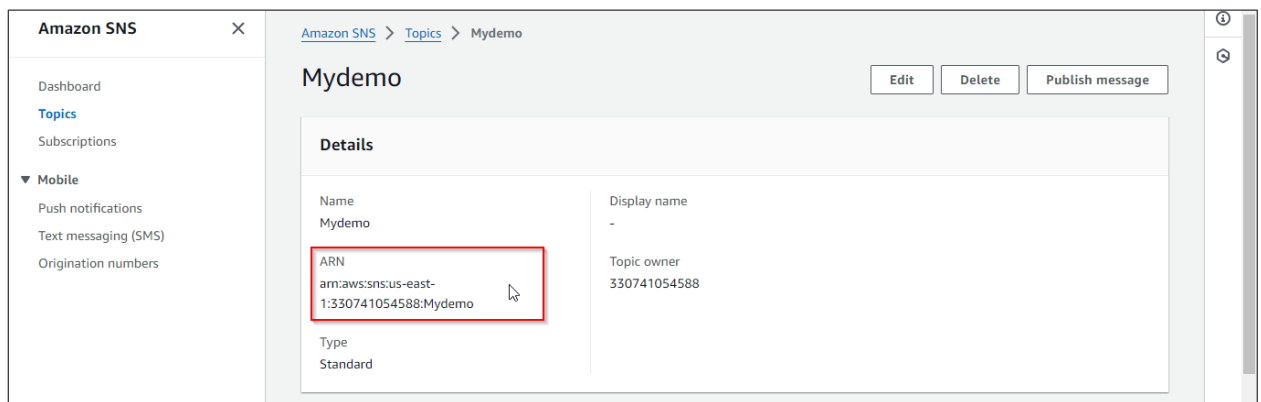 Amazon SNS
Dashboard
Topics
Subscriptions
Mobile
Push notifications
Text messaging (SMS)
Origination numbers
Amazon SNS > Topics > Mydemo
Mydemo
Edit
Delete
Publish message
Details
Name
Mydemo
ARN
arn:aws:sns:us-east-
1:330741054588:Mydemo
Type
Standard
Display name
-
Topic owner
330741054588